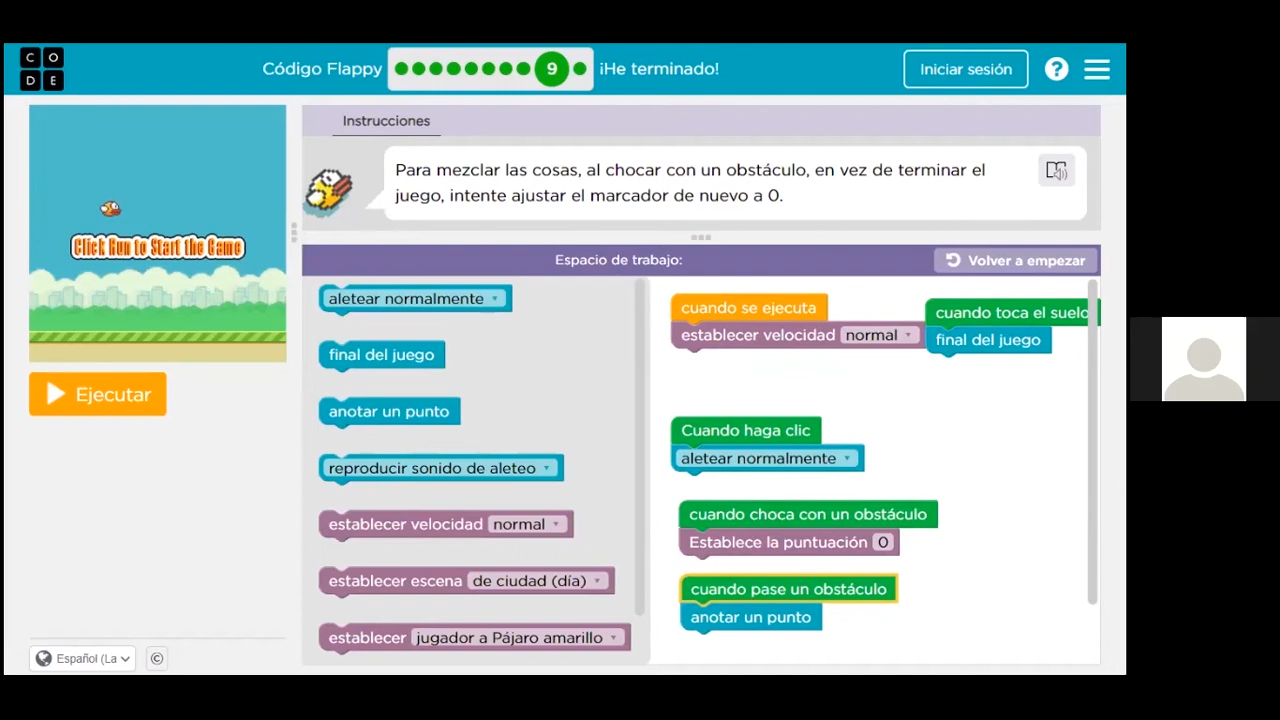 C O
D E
Código Flappy
9
¡He terminado!
Iniciar sesión
?
Click Run to Start the Game
Ejecutar
Español (La
©
Instrucciones
Para mezclar las cosas, al chocar con un obstáculo, en vez de terminar el
juego, intente ajustar el marcador de nuevo a 0.
Espacio de trabajo:
Volver a empezar
aletear normalmente
final del juego
anotar un punto
reproducir sonido de aleteo
establecer velocidad normal
establecer escena de ciudad (día)
establecer jugador a Pájaro amarillo
cuando se ejecuta
establecer velocidad normal
cuando toca el suelo
final del juego
Cuando haga clic
aletear normalmente
cuando choca con un obstáculo
Establece la puntuación 0
cuando pase un obstáculo
anotar un punto